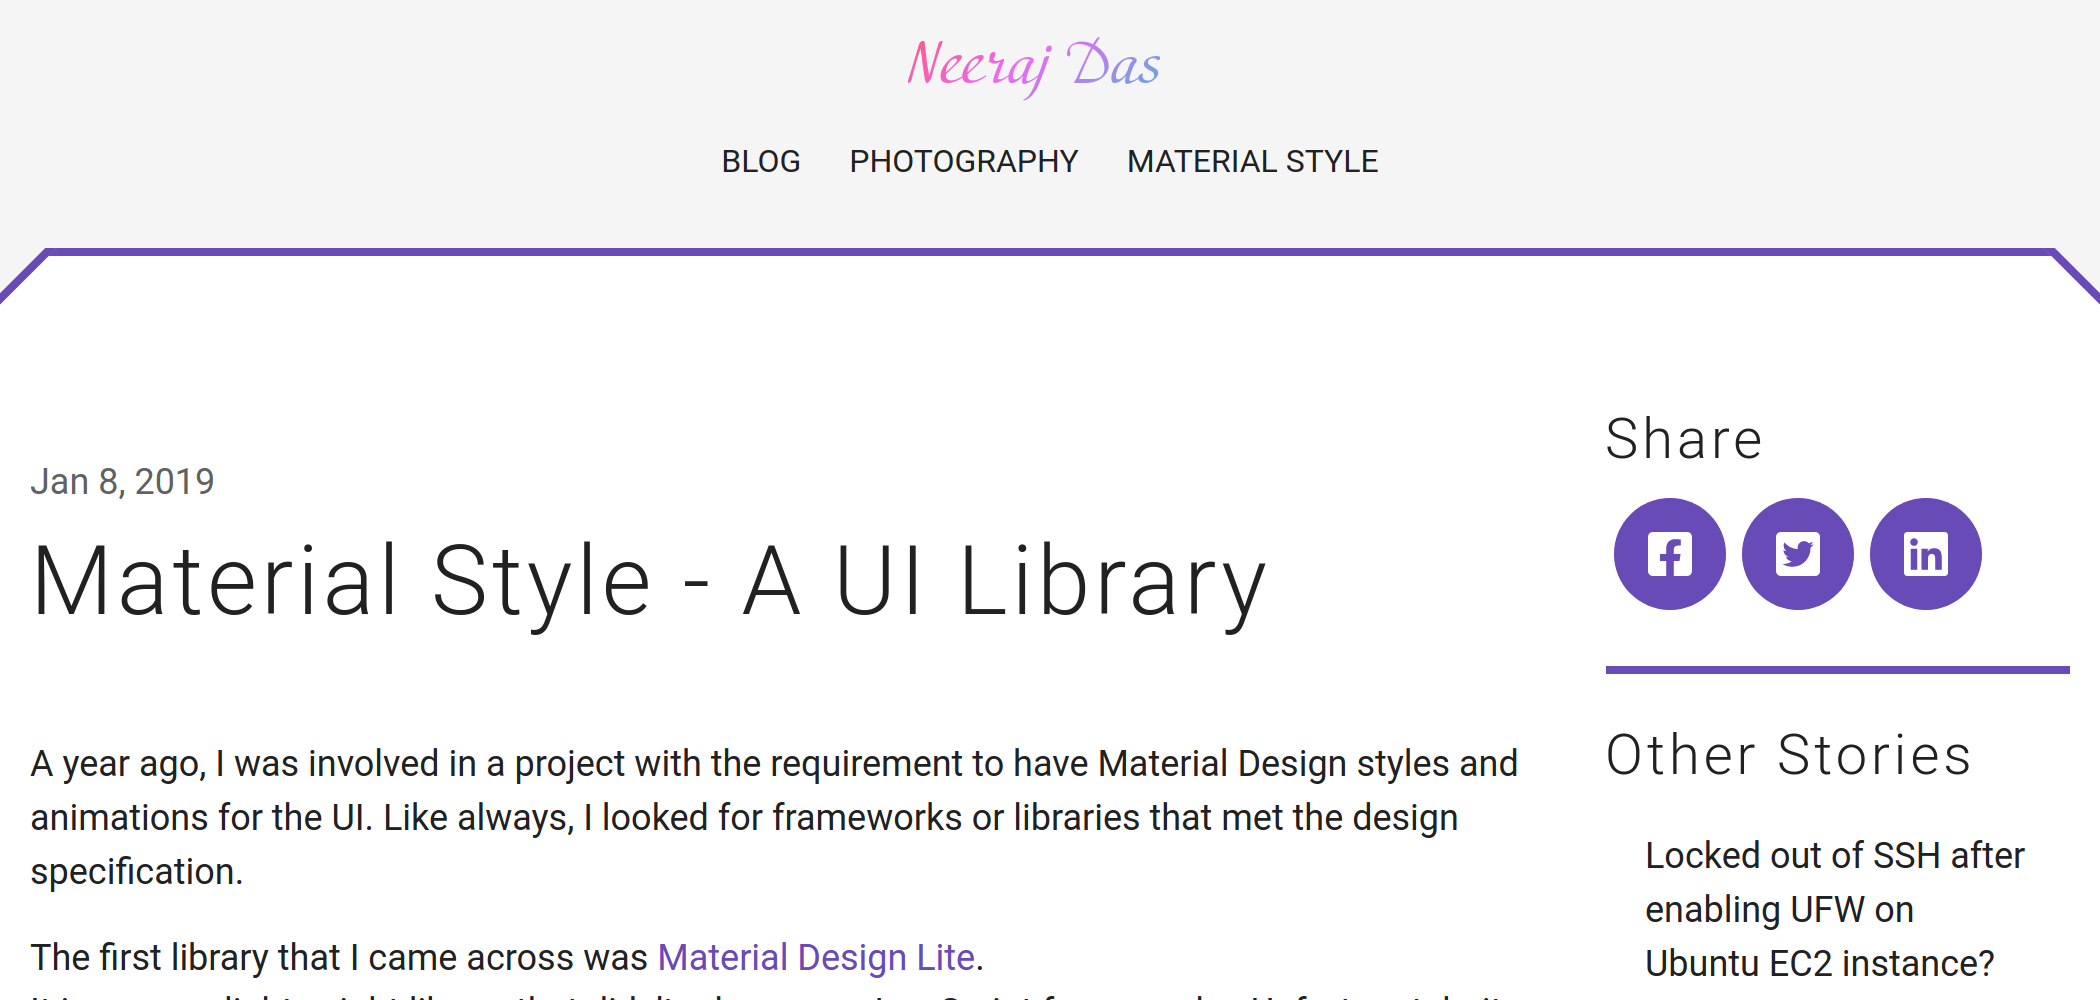 Neeraj Das
BLOG PHOTOGRAPHY MATERIAL STYLE
Jan 8, 2019
Material Style - A UI Library
A year ago, I was involved in a project with the requirement to have Material Design styles and
animations for the UI. Like always, I looked for frameworks or libraries that met the design
specification.
The first library that I came across was Material Design Lite.
Share
Other Stories
Locked out of SSH after
enabling UFW on
Ubuntu EC2 instance?